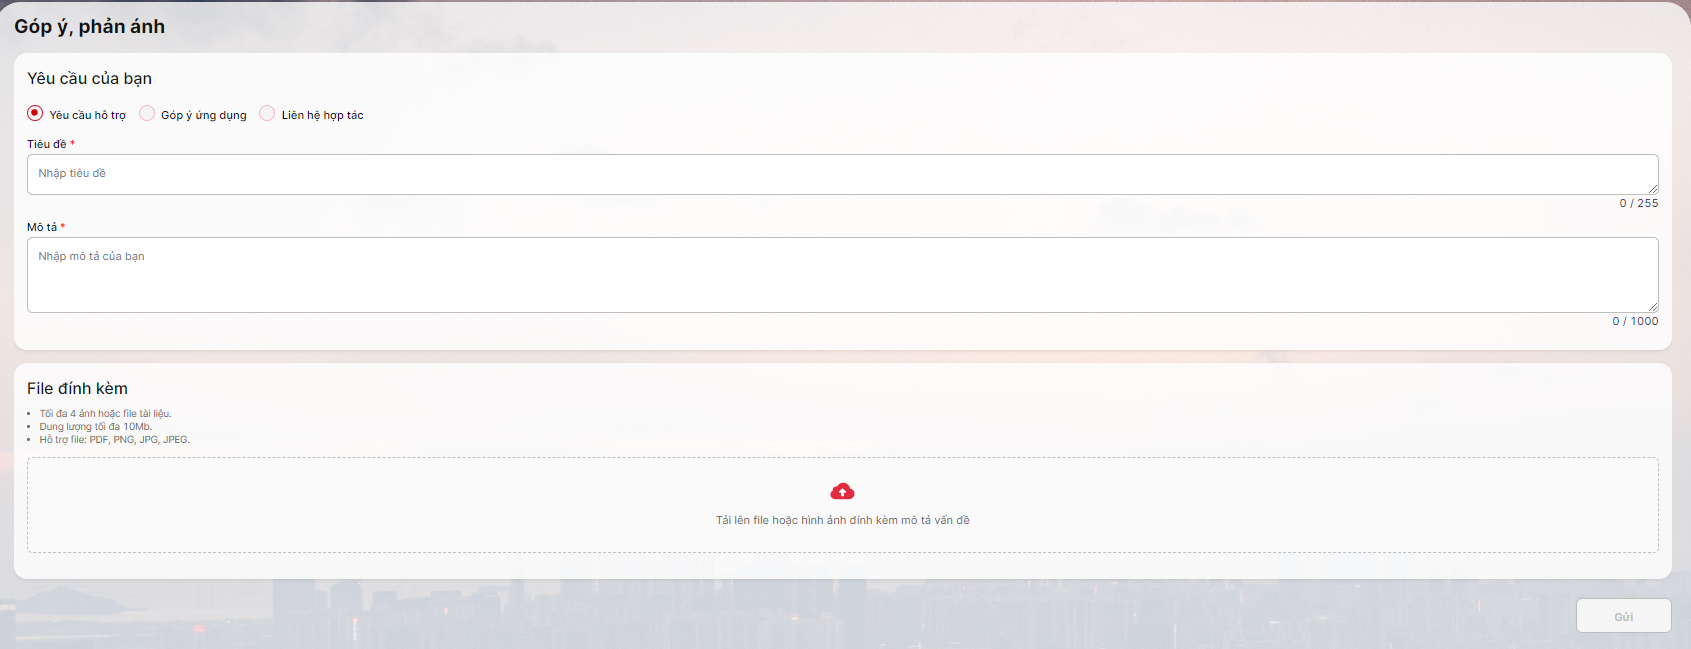 Góp ý, phản ánh
Yêu cầu của bạn
Yêu cầu hỗ trợ Góp ý ứng dụng Liên hệ hợp tác
Tiêu đề *
Nhập tiêu đề
0 / 255
Mô tả *
Nhập mô tả của bạn
0 / 1000
File đính kèm
• Tối đa 4 ảnh hoặc file tài liệu.
• Dung lượng tối đa 10Mb.
• Hỗ trợ file: PDF, PNG, JPG, JPEG.
Tải lên file hoặc hình ảnh đính kèm mô tả vấn đề
Gửi